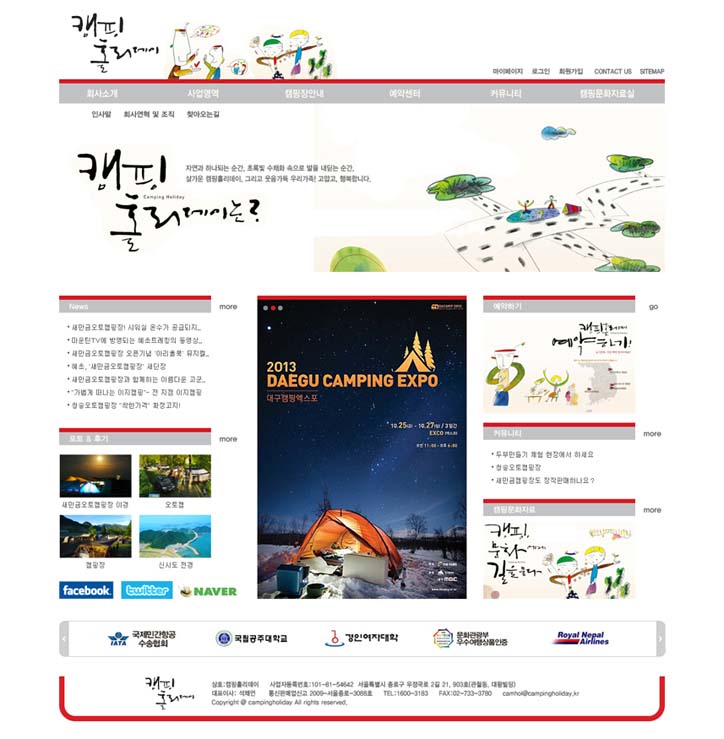 캠핑
홀리데이
마이페이지 로그인 회원가입 CONTACT US SITEMAP
회사소개 사업영역 캠핑장안내 예약센터 커뮤니티 캠핑문화자료실
인사말 회사연혁 및 조직 찾아오는길
캠핑
Camping Holiday
홀리데이는?
자연과 하나되는 순간, 초록빛 수채화 속으로 발을 내딛는 순간,
살가운 캠핑홀리데이, 그리고 웃음가득 우리가족! 고맙고, 행복합니다.
News more
새만금오토캠핑장! 샤워실 온수가 공급되지...
마운틴TV에 방영되는 혜초트레킹의 동영상...
새만금오토캠핑장 오픈기념 '아리울쿡' 뮤지컬...
혜초, '새만금캠핑장' 새단장
새만금오토캠핑장과 함께하는 아름다운 고군...
"가볍게 떠나는 이지캠핑"- 전 지점 이지캠핑
청송오토캠핑장 "착한가격" 확정고지!
포토 & 후기 more
새만금오토캠핑장 야경 오토캠
캠핑장 신시도 전경
facebook twitter NAVER
2013
DAEGU CAMPING EXPO
대구캠핑엑스포
10.25(금) - 10.27(일) / 3일간
EXCO (엑스코)
오전 11:00 - 오후 6:00
MBC
예약하기 go
캠핑홀리데이
예약하기!
커뮤니티 more
두부만들기 체험 현장에서 하세요
청송오토캠핑장
새만금캠핑장도 장작판매하나요?
캠핑문화자료 more
캠핑,
문화에게
길을묻다
IATA 국제민간항공
수송협회
국립공주대학교
경인여자대학
문화관광부
우수여행상품인증
Royal Nepal
Airlines
캠핑
홀리데이
상호:캠핑홀리데이 사업자등록번호:101-81-54642 서울특별시 종로구 우정국로 2길 21, 903호(관철동, 대왕빌딩)
대표이사: 석채언 통신판매업신고 2009-서울종로-3088호 TEL:1600-3183 FAX:02-733-3780 camhol@campingholiday.kr
Copyright @ campingholiday All rights reserved.